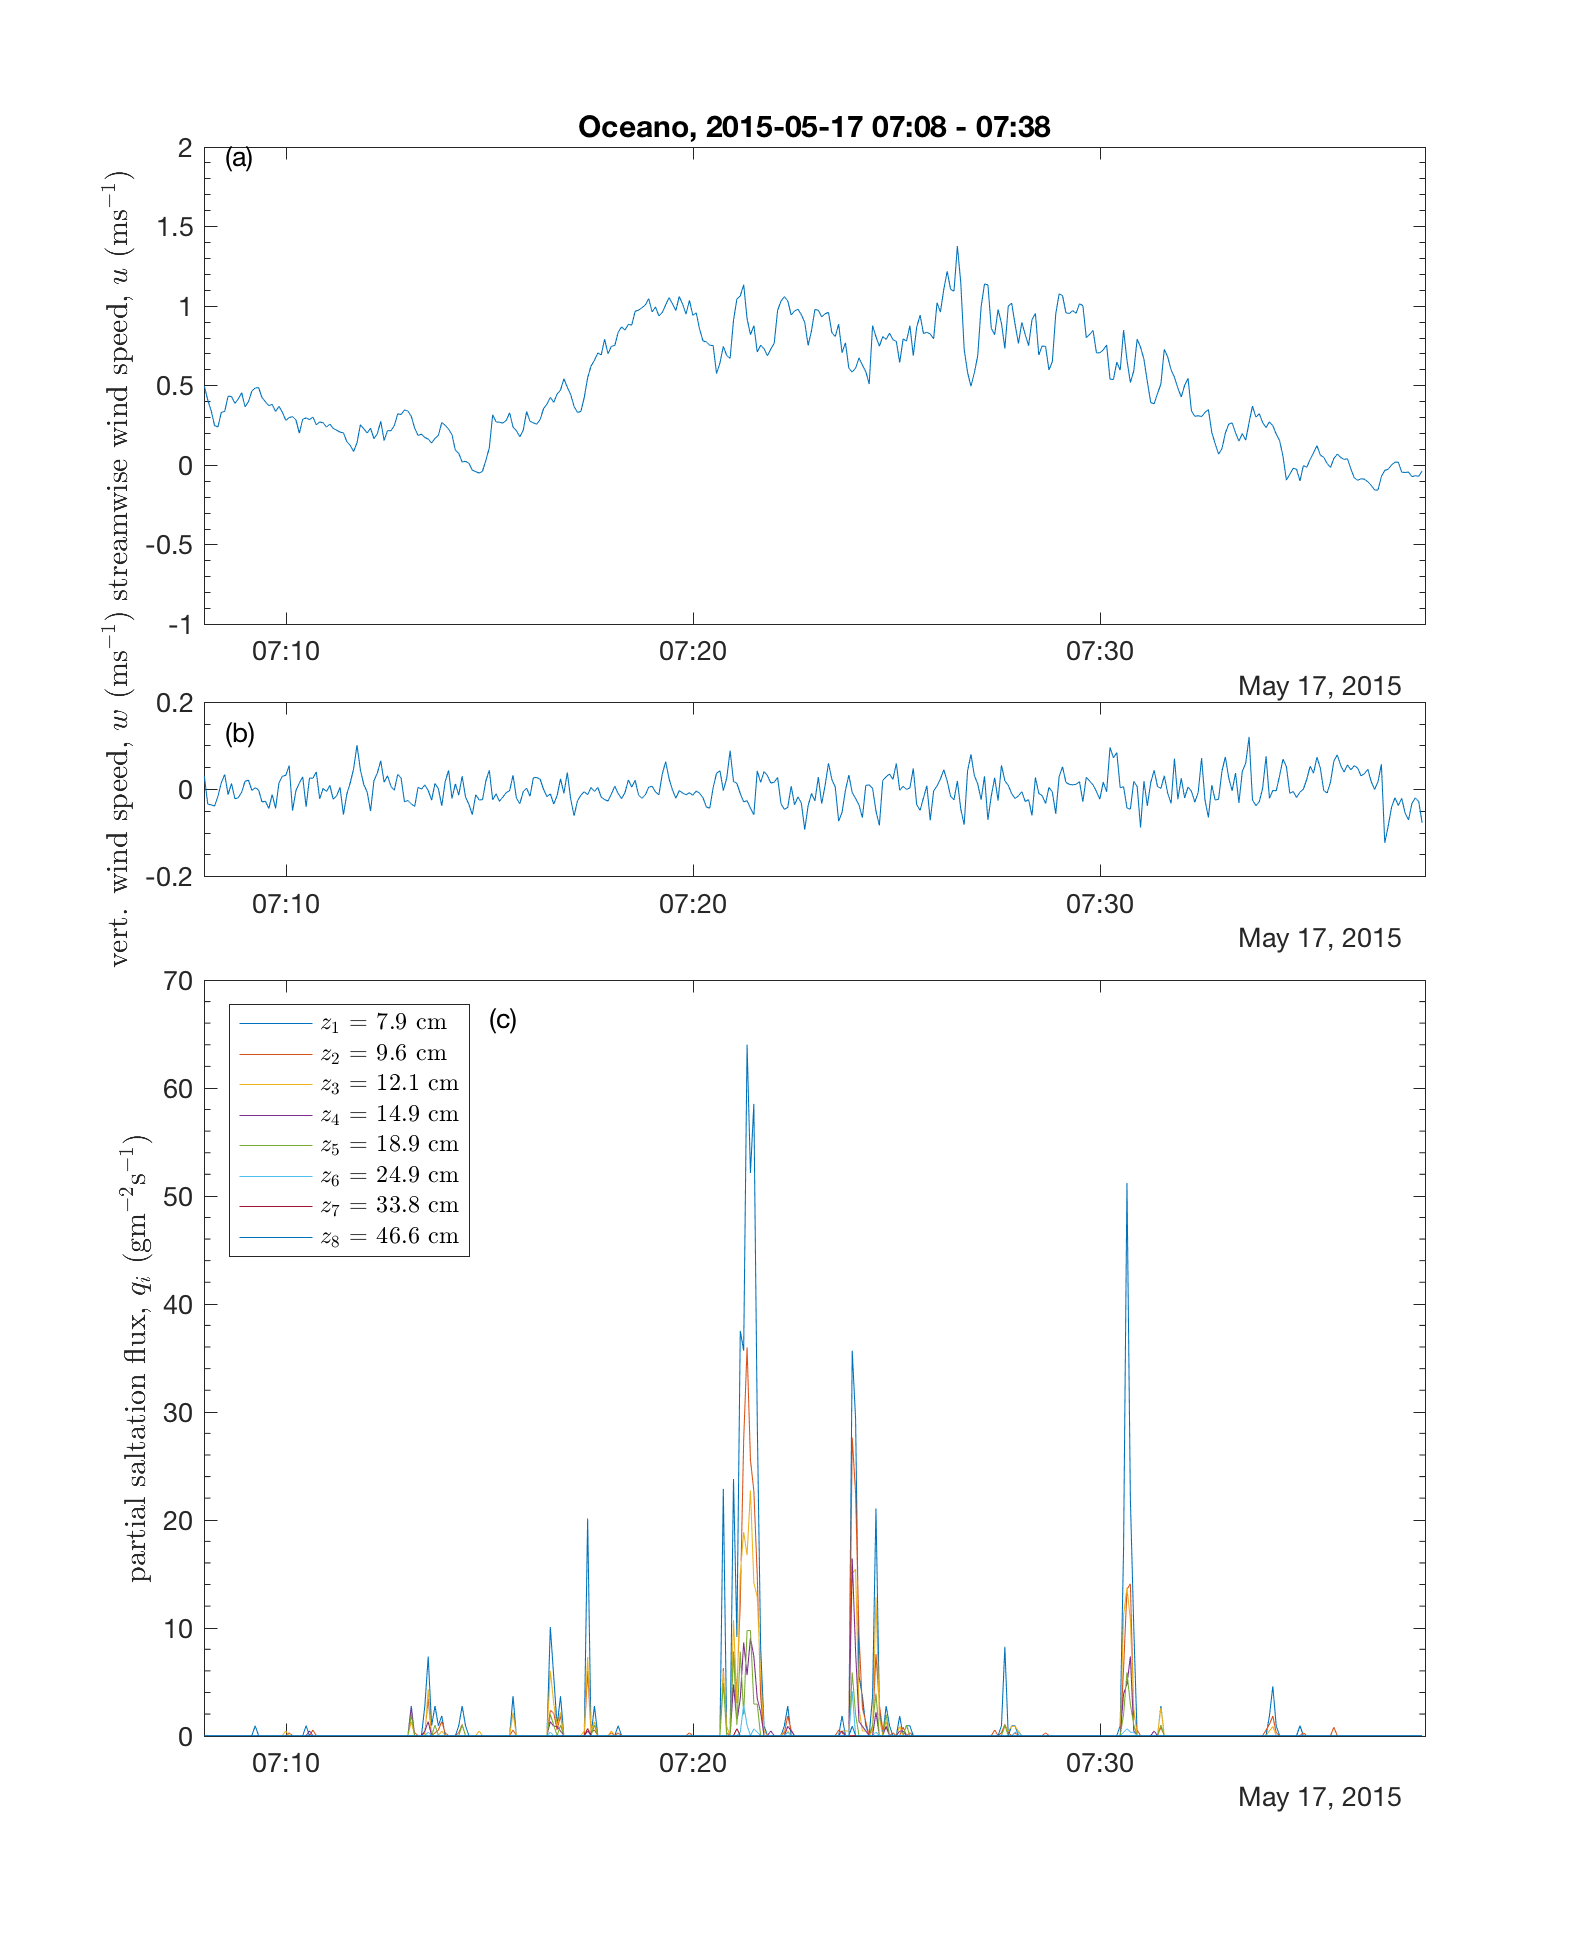 Oceano, 2015-05-17 07:08 - 07:38
(a)
streamwise wind speed, u (ms⁻¹)
2
1.5
1
0.5
0
-0.5
-1
07:10 07:20 07:30
May 17, 2015
(b)
vert. wind speed, w (ms⁻¹)
0.2
0
-0.2
07:10 07:20 07:30
May 17, 2015
(c)
partial saltation flux, qᵢ (gm⁻²s⁻¹)
70
60
50
40
30
20
10
0
z₁ = 7.9 cm
z₂ = 9.6 cm
z₃ = 12.1 cm
z₄ = 14.9 cm
z₅ = 18.9 cm
z₆ = 24.9 cm
z₇ = 33.8 cm
z₈ = 46.6 cm
07:10 07:20 07:30
May 17, 2015